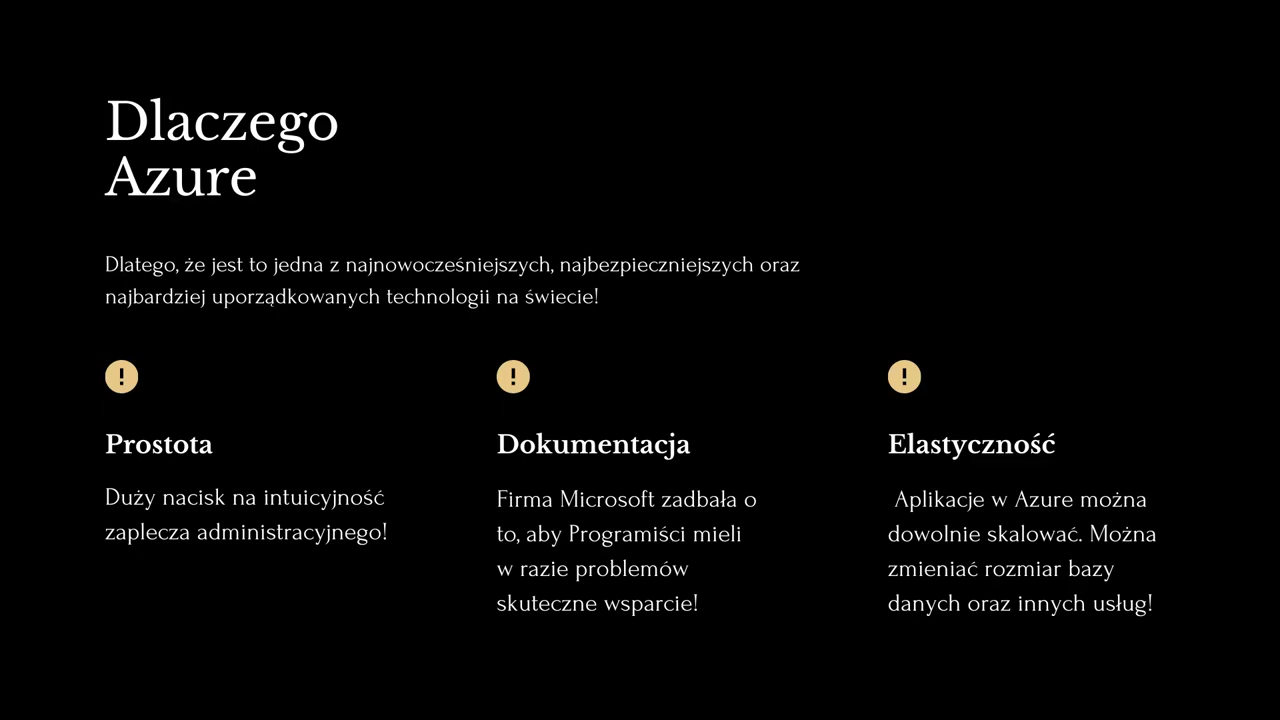 Dlaczego
Azure
Dlatego, że jest to jedna z najnowocześniejszych, najbezpieczniejszych oraz
najbardziej uporządkowanych technologii na świecie!
Prostota
Duży nacisk na intuicyjność
zaplecza administracyjnego!
Dokumentacja
Firma Microsoft zadbała o
to, aby Programiści mieli
w razie problemów
skuteczne wsparcie!
Elastyczność
Aplikacje w Azure można
dowolnie skalować. Można
zmieniać rozmiar bazy
danych oraz innych usług!